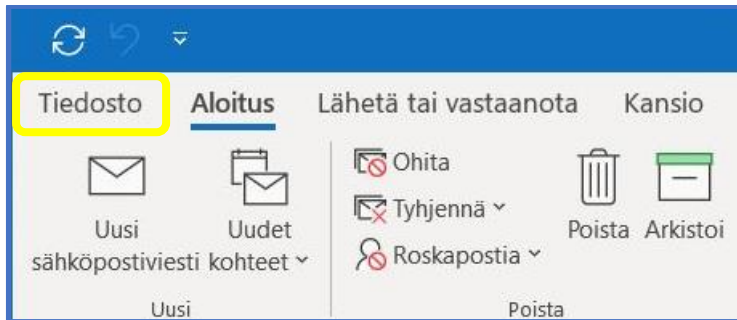 Tiedosto Aloitus Lähetä tai vastaanota Kansio
Uusi
sähköpostiviesti
Uudet
kohteet
Ohita
Tyhjennä
Roskapostia
Poista
Arkistoi
Uusi
Poista